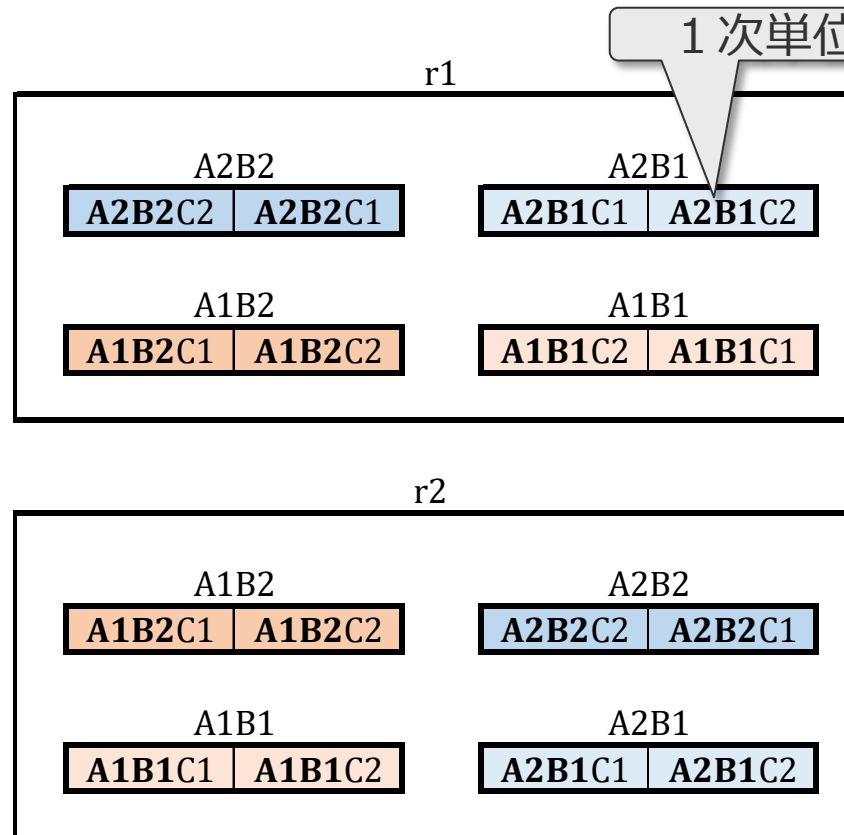 1次単位
r1
A2B2 A2B1
A2B2C2 A2B2C1 A2B1C1 A2B1C2
A1B2 A1B1
A1B2C1 A1B2C2 A1B1C2 A1B1C1
r2
A1B2 A2B2
A1B2C1 A1B2C2 A2B2C2 A2B2C1
A1B1 A2B1
A1B1C1 A1B1C2 A2B1C1 A2B1C2